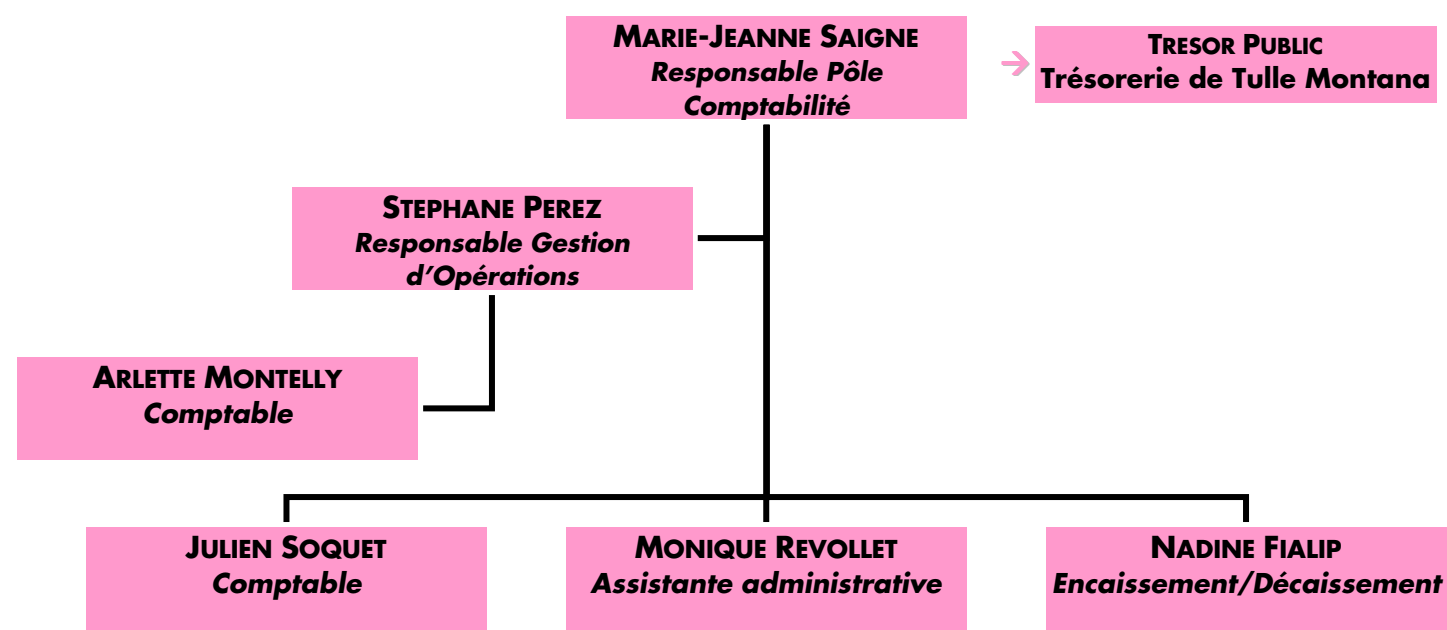 MARIE-JEANNE SAIGNE
Responsable Pôle
Comptabilité
→
TRESOR PUBLIC
Trésorerie de Tulle Montana
STEPHANE PEREZ
Responsable Gestion
d'Opérations
ARLETTE MONTELLY
Comptable
JULIEN SOQUET
Comptable
MONIQUE REVOLLET
Assistante administrative
NADINE FIALIP
Encaissement/Décaissement